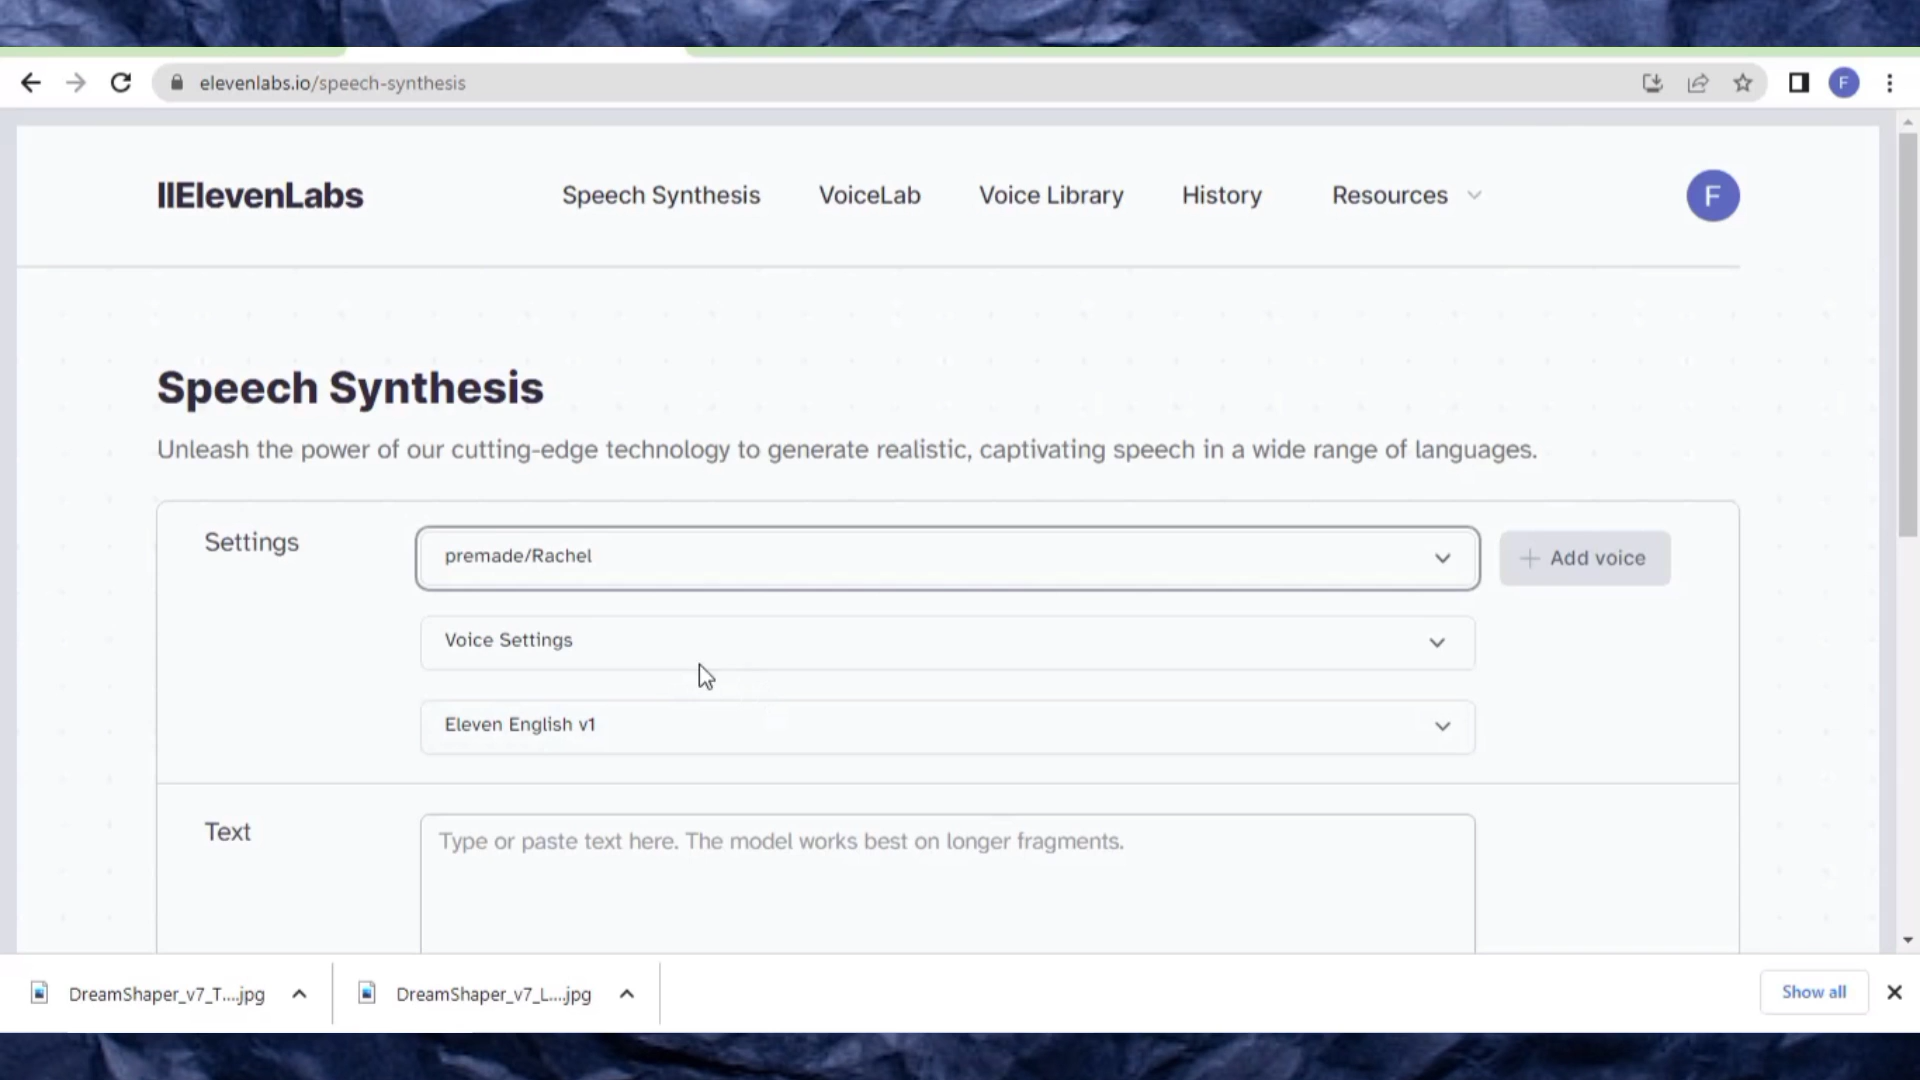 elevenlabs.io/speech-synthesis
F
IIElevenLabs
Speech Synthesis
VoiceLab
Voice Library
History
Resources
F
Speech Synthesis
Unleash the power of our cutting-edge technology to generate realistic, captivating speech in a wide range of languages.
Settings
premade/Rachel
+ Add voice
Voice Settings
Eleven English v1
Text
Type or paste text here. The model works best on longer fragments.
DreamShaper_v7_T....jpg
DreamShaper_v7_L....jpg
Show all